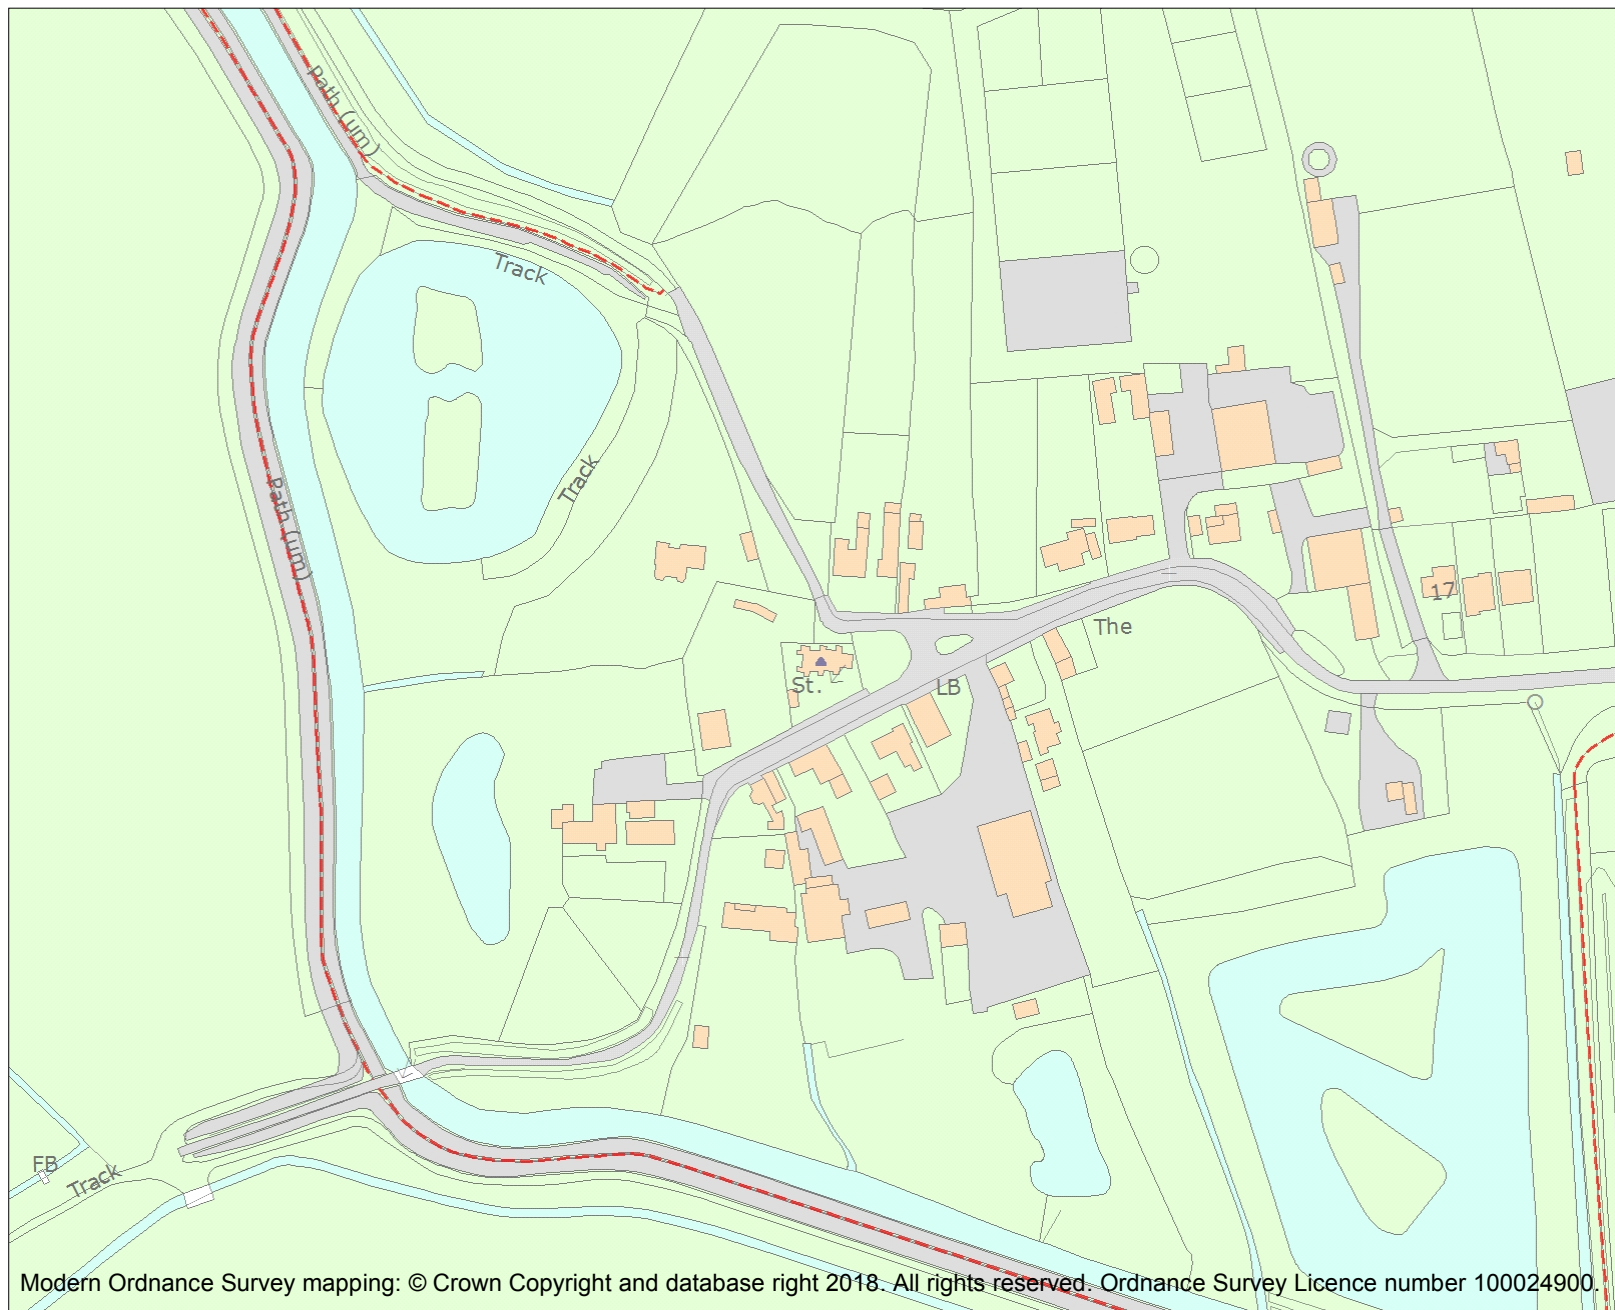 Path (um)
Track
Track
Path (um)
17
The
St.
LB
FB
Track
Modern Ordnance Survey mapping: © Crown Copyright and database right 2018. All rights reserved. Ordnance Survey Licence number 100024900.